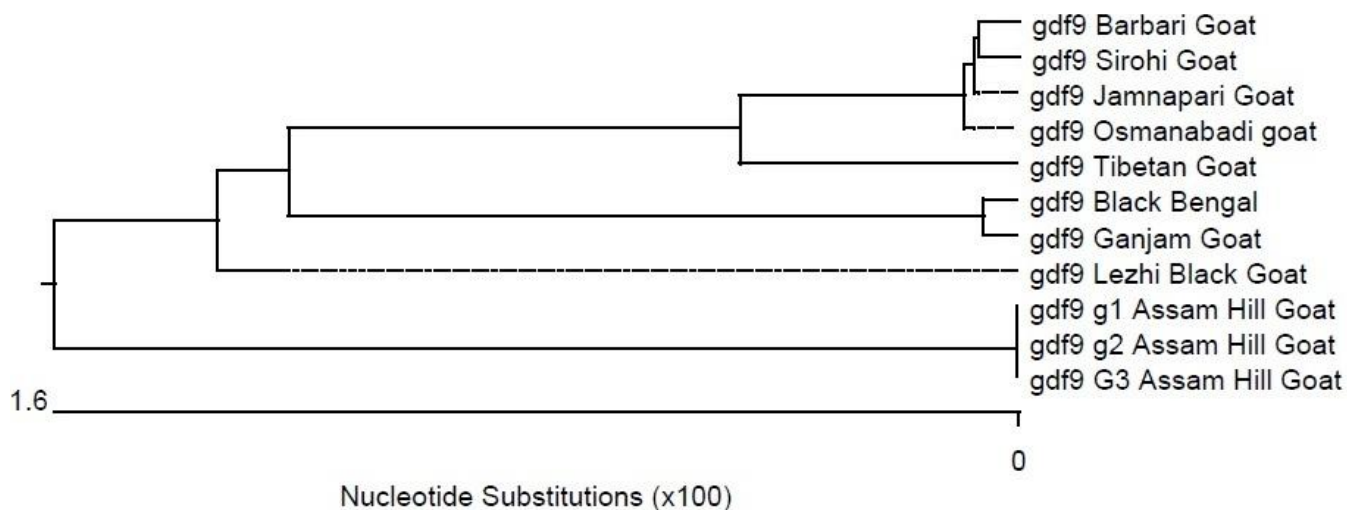 gdf9 Barbari Goat
gdf9 Sirohi Goat
gdf9 Jamnapari Goat
gdf9 Osmanabadi goat
gdf9 Tibetan Goat
gdf9 Black Bengal
gdf9 Ganjam Goat
gdf9 Lezhi Black Goat
gdf9 g1 Assam Hill Goat
gdf9 g2 Assam Hill Goat
gdf9 G3 Assam Hill Goat
1.6
0
Nucleotide Substitutions (x100)